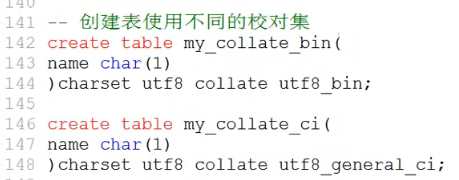 141 -- 创建表使用不同的校对集
142 create table my_collate_bin(
143 name char(1)
144 )charset utf8 collate utf8_bin;
145
146 create table my_collate_ci(
147 name char(1)
148 )charset utf8 collate utf8_general_ci;